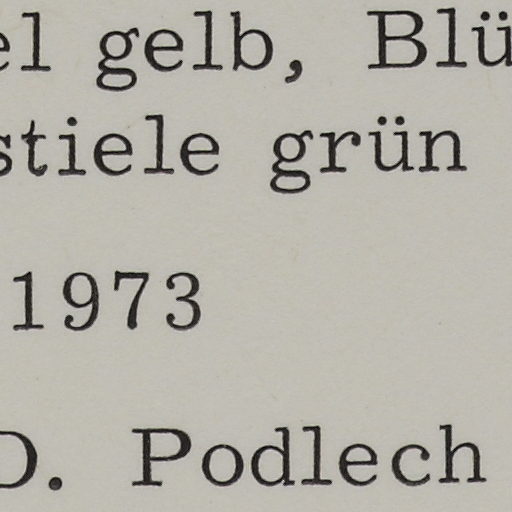 el gelb, Blü
stiele grün
1973
D. Podlech